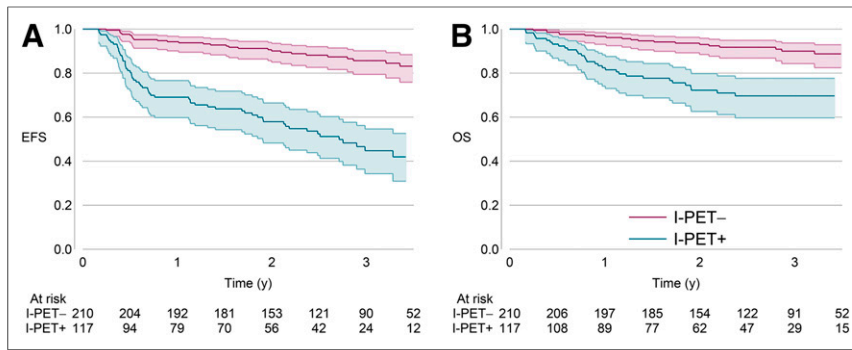 A
1.0
0.8
0.6
EFS
0.4
0.2
0.0
0 1 2 3
Time (y)
At risk
I-PET– 210 204 192 181 153 121 90 52
I-PET+ 117 94 79 70 56 42 24 12
B
1.0
0.8
0.6
OS
0.4
0.2
0.0
I-PET–
I-PET+
0 1 2 3
Time (y)
At risk
I-PET– 210 206 197 185 154 122 91 52
I-PET+ 117 108 89 77 62 47 29 15